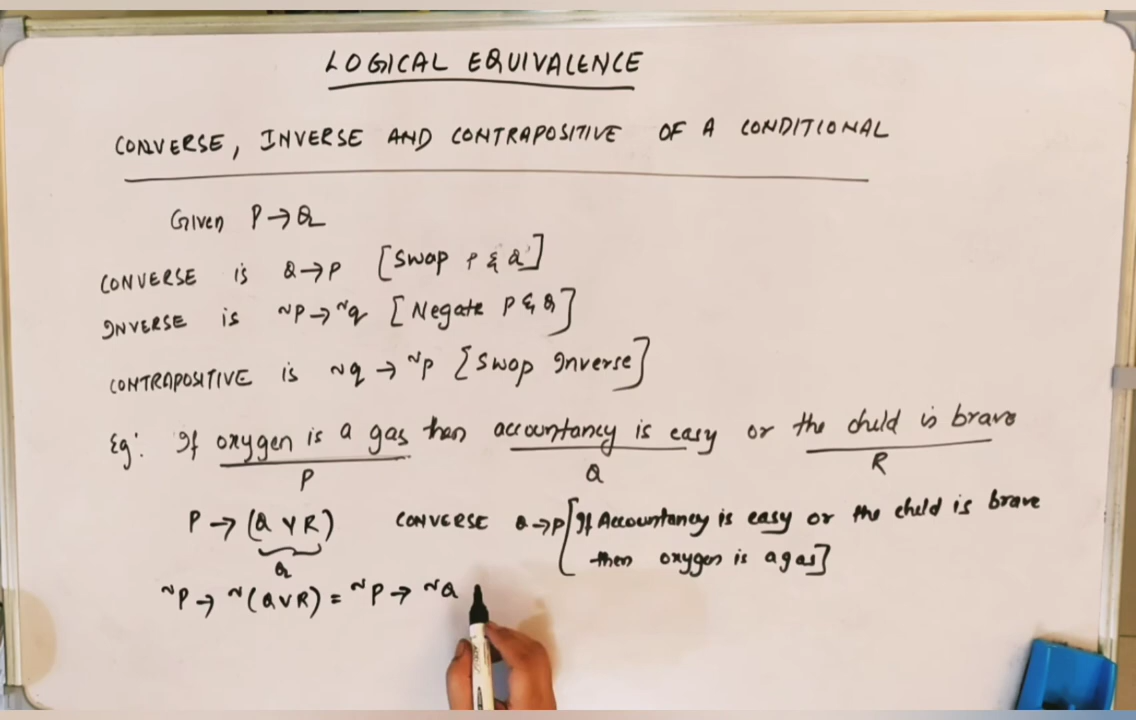 LOGICAL EQUIVALENCE
CONVERSE, INVERSE AND CONTRAPOSITIVE OF A CONDITIONAL
Given P→Q
CONVERSE is Q→P [Swap P & Q]
INVERSE is ~P→~q [Negate P & Q]
CONTRAPOSITIVE is ~q→~p [Swap Inverse]
Eg: If oxygen is a gas then accountancy is easy or the child is brave
P Q R
P→(Q ∨ R) CONVERSE Q→P [If Accountancy is easy or the child is brave
Q then oxygen is a gas]
~P→~(Q∨R) = ~P→~Q